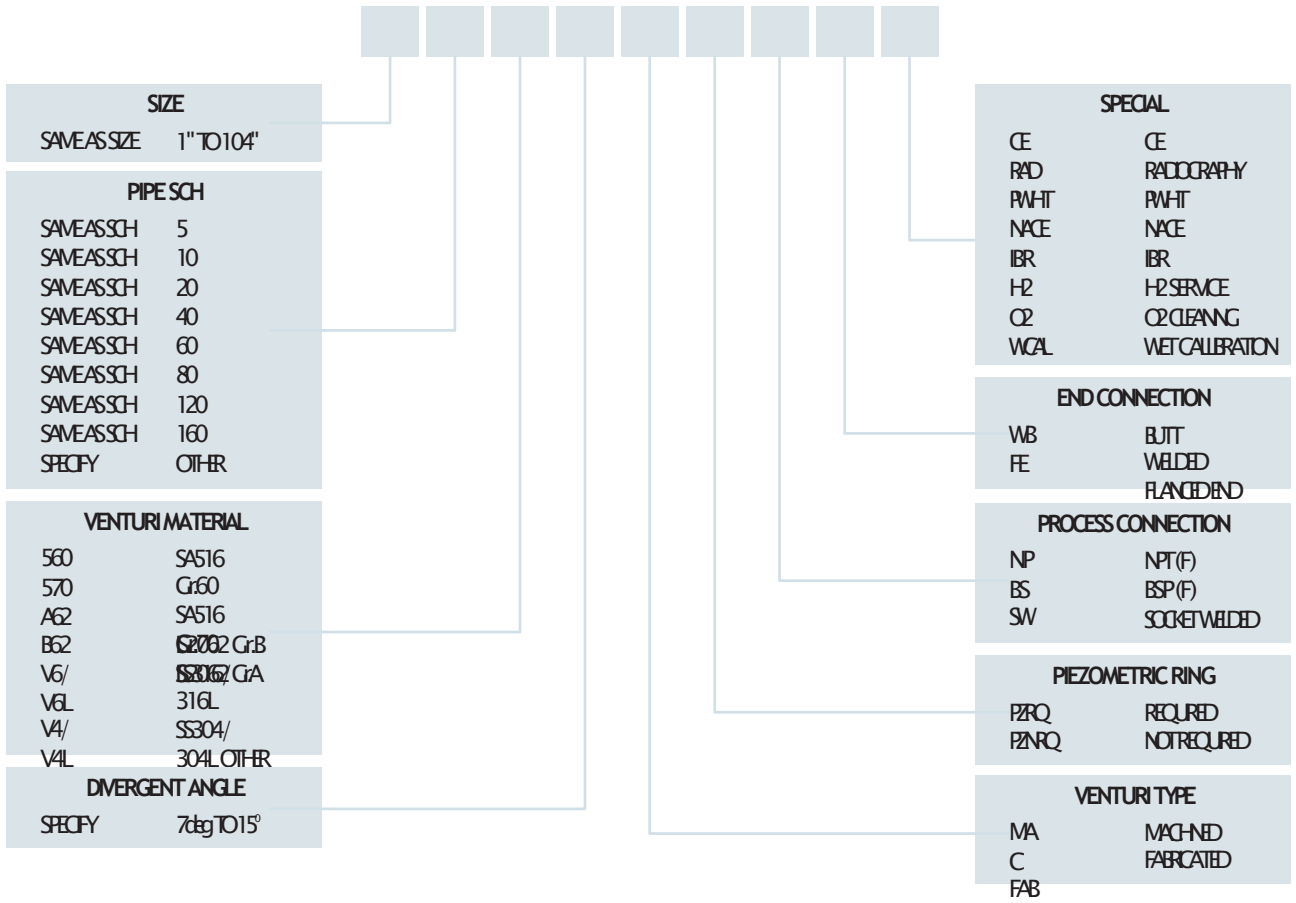 SIZE
SAME AS SIZE 1" TO 104"
PIPE SCH
SAME AS SCH 5
SAME AS SCH 10
SAME AS SCH 20
SAME AS SCH 40
SAME AS SCH 60
SAME AS SCH 80
SAME AS SCH 120
SAME AS SCH 160
SPECIFY OTHER
VENTURI MATERIAL
560 SA516
570 Gr.60
A62 SA516
B62 Gr.B
V6/ Gr.A
V6L 316L
V4/ SS304/
V4L 304L OTHER
DIVERGENT ANGLE
SPECIFY 7deg TO 15°
SPECIAL
CE CE
RAD RADIOGRAPHY
PWHT PWHT
NACE NACE
IBR IBR
H2 H2 SERVICE
O2 O2 CLEANING
WCAL WET CALLIBRATION
END CONNECTION
WB BUTT
FE WELDED
FLANGED END
PROCESS CONNECTION
NP NPT (F)
BS BSP (F)
SW SOCKET WELDED
PIEZOMETRIC RING
PZRQ REQUIRED
PZNRQ NOT REQUIRED
VENTURI TYPE
MA MACHINED
C FABRICATED
FAB